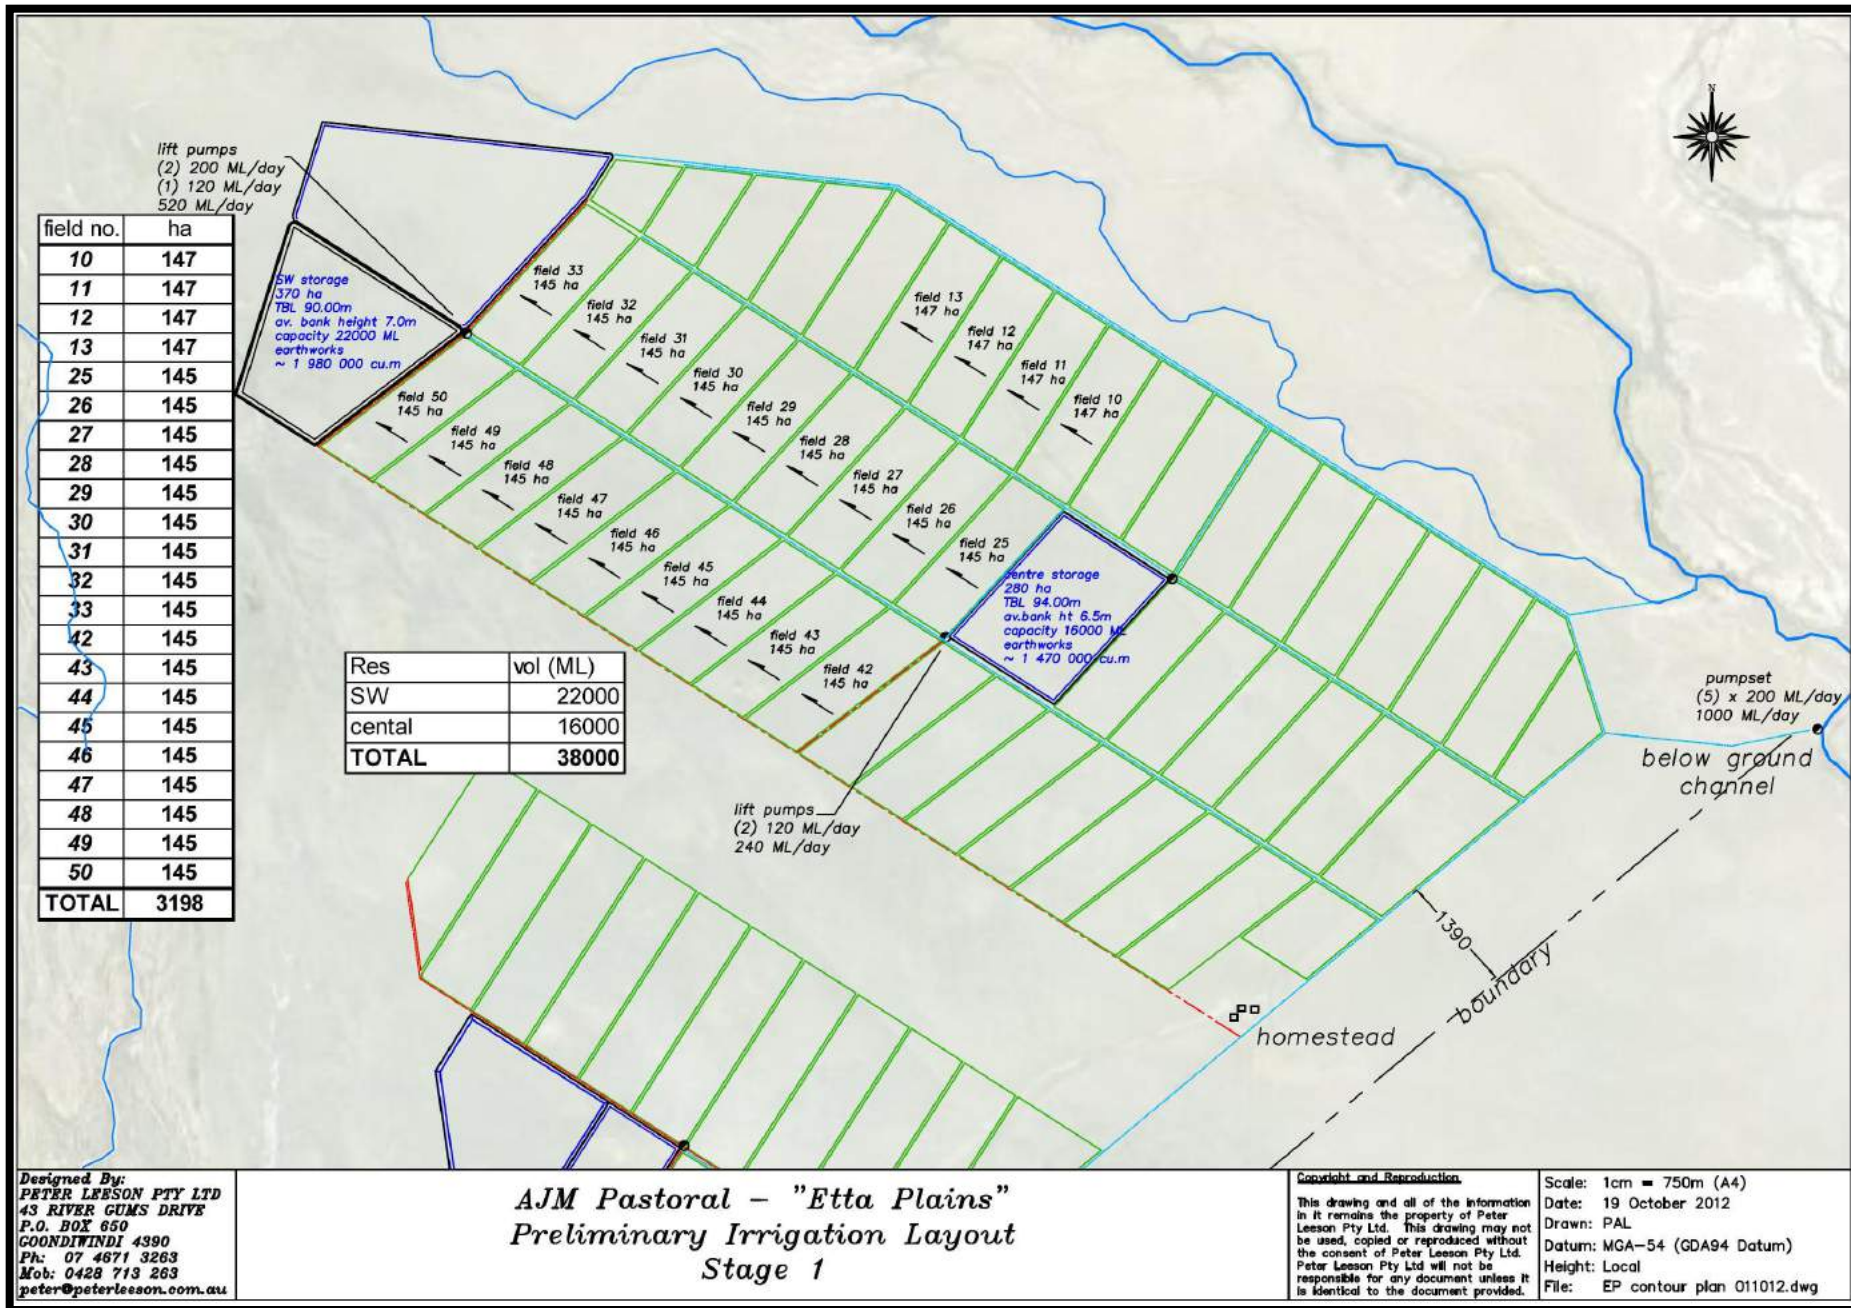 N
lift pumps
(2) 200 ML/day
(1) 120 ML/day
520 ML/day
field no. ha
10 147
11 147
12 147
13 147
25 145
26 145
27 145
28 145
29 145
30 145
31 145
32 145
33 145
42 145
43 145
44 145
45 145
46 145
47 145
48 145
49 145
50 145
TOTAL 3198
SW storage
370 ha
TBL 90.00m
av. bank height 7.0m
capacity 22000 ML
earthworks
~ 1 980 000 cu.m
field 33
145 ha
field 32
145 ha
field 31
145 ha
field 30
145 ha
field 29
145 ha
field 28
145 ha
field 27
145 ha
field 26
145 ha
field 25
145 ha
field 13
147 ha
field 12
147 ha
field 11
147 ha
field 10
147 ha
field 50
145 ha
field 49
145 ha
field 48
145 ha
field 47
145 ha
field 46
145 ha
field 45
145 ha
field 44
145 ha
field 43
145 ha
field 42
145 ha
centre storage
280 ha
TBL 94.00m
av.bank ht 6.5m
capacity 16000 ML
earthworks
~ 1 470 000 cu.m
Res vol (ML)
SW 22000
cental 16000
TOTAL 38000
lift pumps
(2) 120 ML/day
240 ML/day
pumpset
(5) x 200 ML/day
1000 ML/day
below ground
channel
1390
boundary
homestead
Designed By:
PETER LEESON PTY LTD
43 RIVER GUMS DRIVE
P.O. BOX 650
GOONDIWINDI 4390
Ph: 07 4671 3263
Mob: 0428 713 263
peter@peterleeson.com.au
AJM Pastoral - "Etta Plains"
Preliminary Irrigation Layout
Stage 1
Copyright and Reproduction
This drawing and all of the information
in it remains the property of Peter
Leeson Pty Ltd. This drawing may not
be used, copied or reproduced without
the consent of Peter Leeson Pty Ltd.
Peter Leeson Pty Ltd will not be
responsible for any document unless it
is identical to the document provided.
Scale: 1cm = 750m (A4)
Date: 19 October 2012
Drawn: PAL
Datum: MGA-54 (GDA94 Datum)
Height: Local
File: EP contour plan 011012.dwg